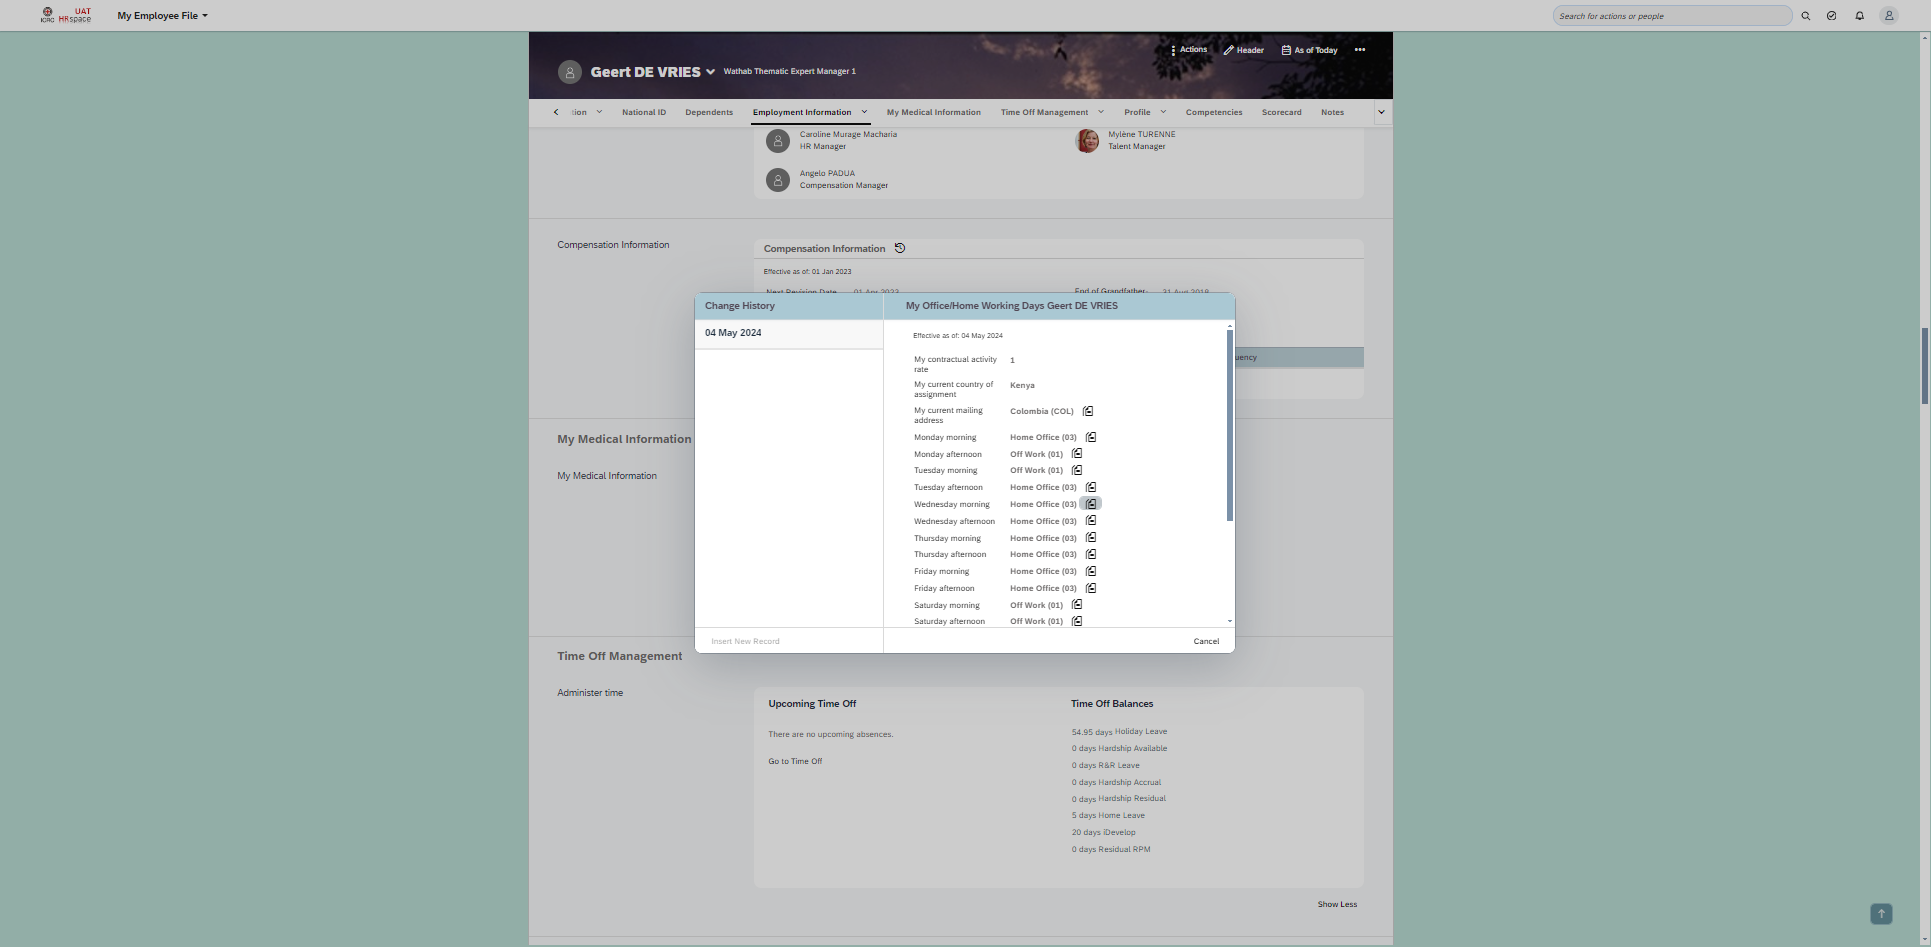 ICRC
UAT
HRspace
My Employee File
Search for actions or people
Actions
Header
As of Today
Geert DE VRIES
Wathab Thematic Expert Manager 1
tion
National ID
Dependents
Employment Information
My Medical Information
Time Off Management
Profile
Competencies
Scorecard
Notes
Caroline Murage Macharia
HR Manager
Mylène TURENNE
Talent Manager
Angelo PADUA
Compensation Manager
Compensation Information
Compensation Information
Effective as of: 01 Jan 2023
Next Revision Date
01 Apr 2023
End of Grandfather-
31 Aug 2018
uency
Change History
My Office/Home Working Days Geert DE VRIES
04 May 2024
Effective as of: 04 May 2024
My contractual activity rate
1
My current country of assignment
Kenya
My current mailing address
Colombia (COL)
Monday morning Home Office (03)
Monday afternoon Off Work (01)
Tuesday morning Off Work (01)
Tuesday afternoon Home Office (03)
Wednesday morning Home Office (03)
Wednesday afternoon Home Office (03)
Thursday morning Home Office (03)
Thursday afternoon Home Office (03)
Friday morning Home Office (03)
Friday afternoon Home Office (03)
Saturday morning Off Work (01)
Saturday afternoon Off Work (01)
Insert New Record
Cancel
My Medical Information
My Medical Information
Time Off Management
Administer time
Upcoming Time Off
There are no upcoming absences.
Go to Time Off
Time Off Balances
54.95 days Holiday Leave
0 days Hardship Available
0 days R&R Leave
0 days Hardship Accrual
0 days Hardship Residual
5 days Home Leave
20 days iDevelop
0 days Residual RPM
Show Less